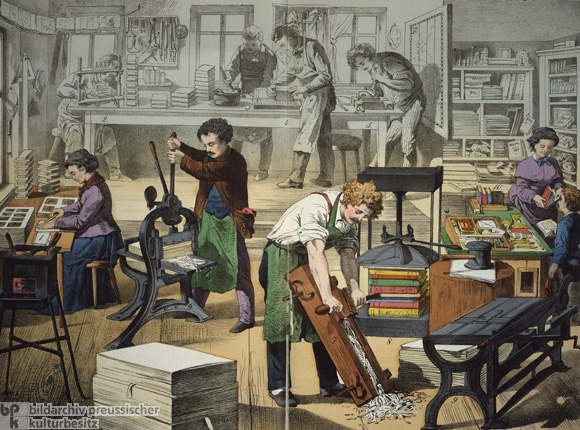 bpk bildarchiv preussischer
kulturbesitz